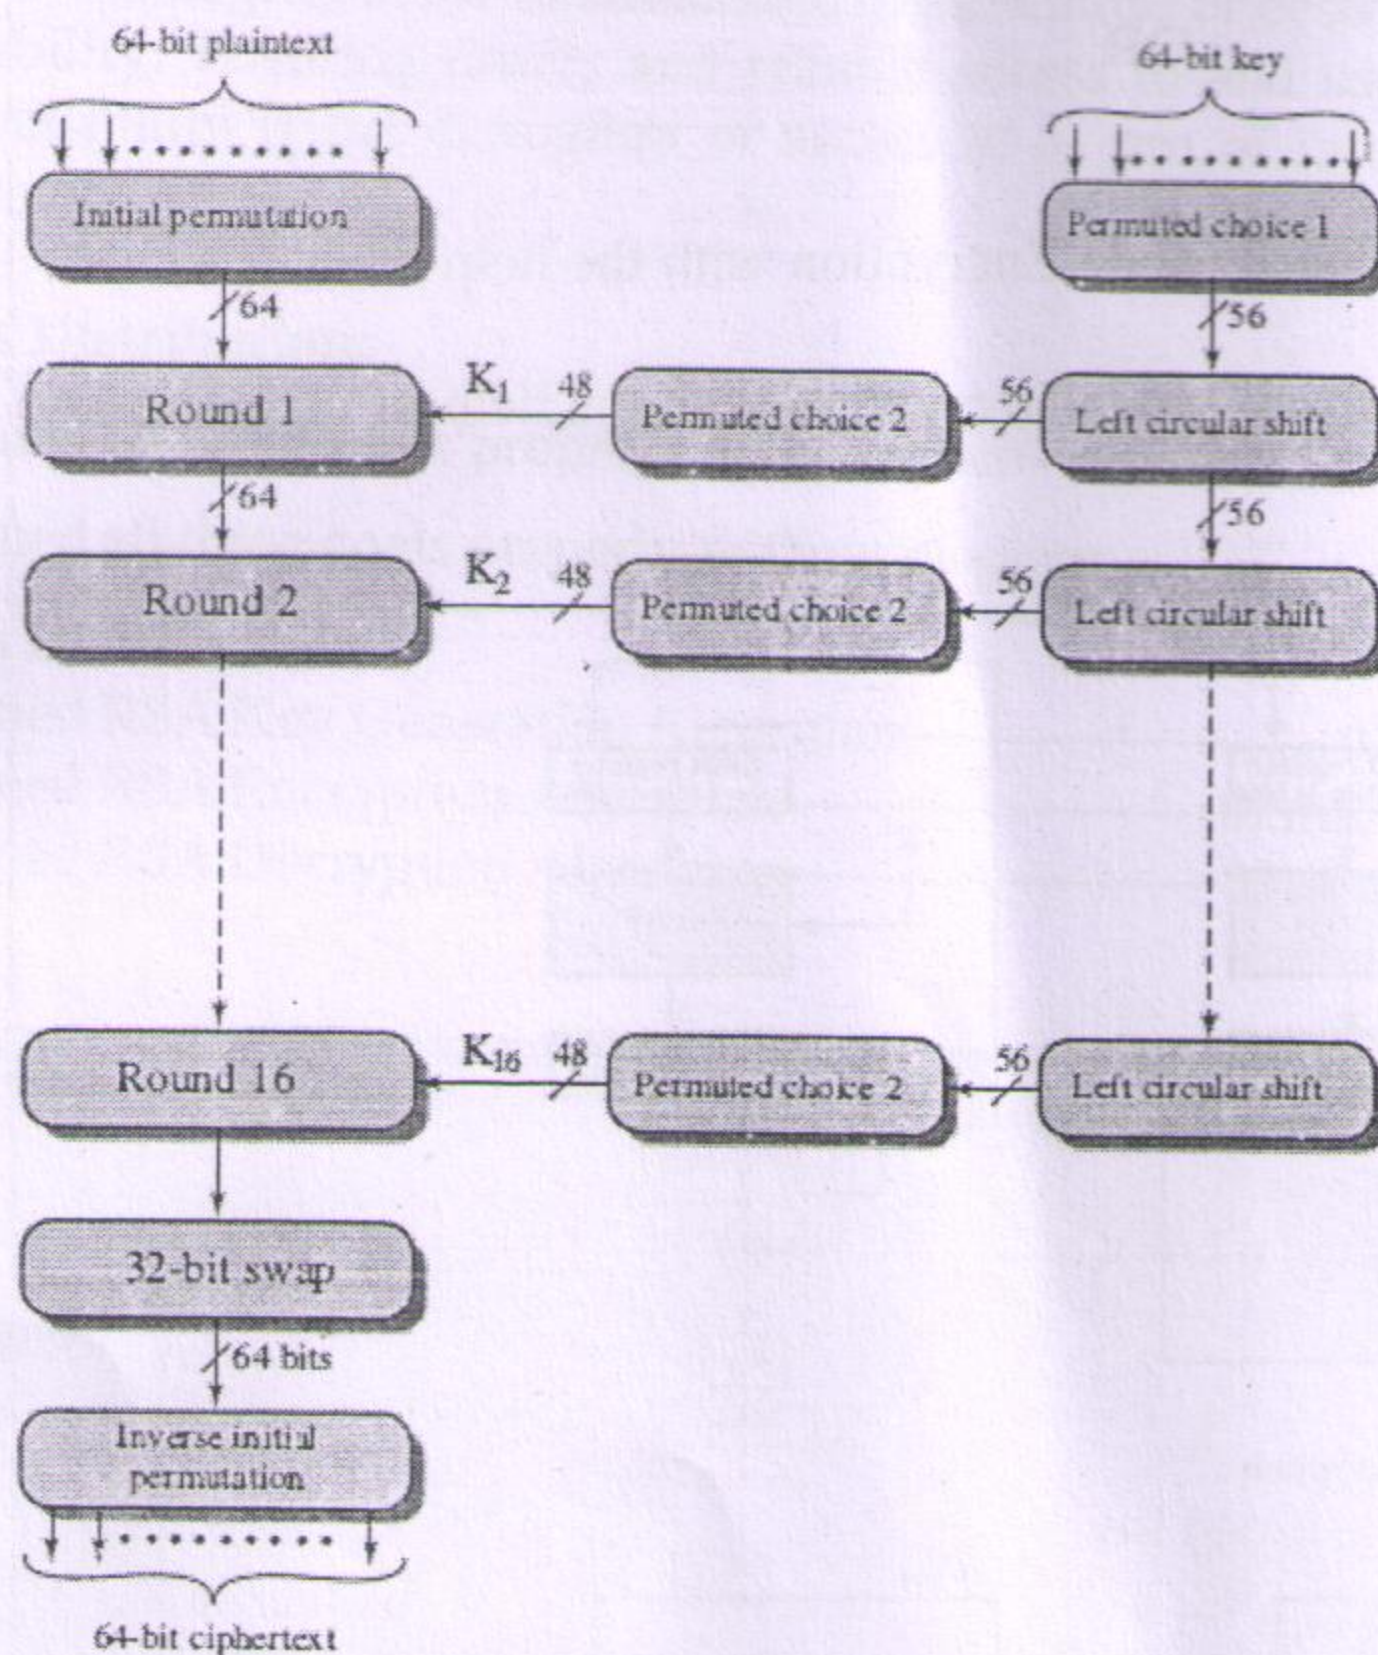 64-bit plaintext
64-bit key
Initial permutation
Permuted choice 1
64
56
Round 1
K1
48
Permuted choice 2
56
Left circular shift
64
56
Round 2
K2
48
Permuted choice 2
56
Left circular shift
Round 16
K16
48
Permuted choice 2
56
Left circular shift
32-bit swap
64 bits
Inverse initial
permutation
64-bit ciphertext